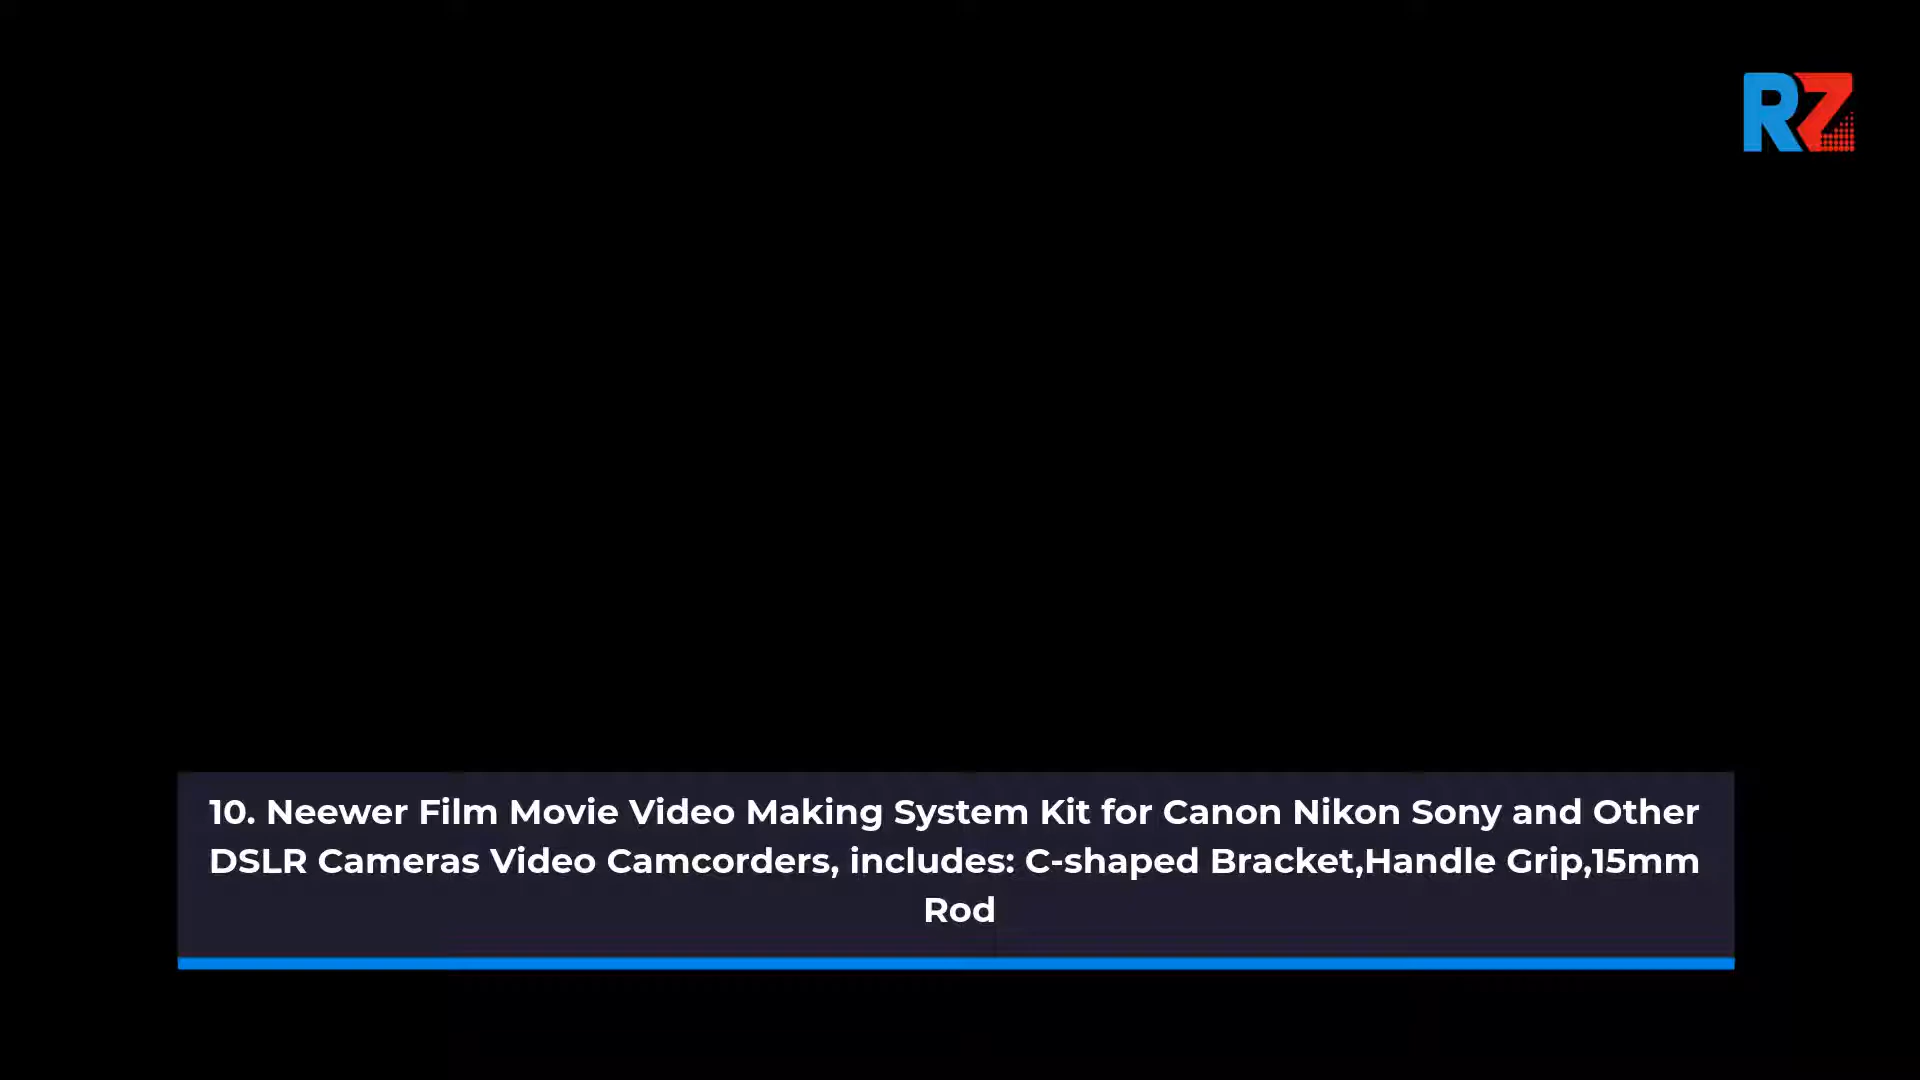 RZ
10. Neewer Film Movie Video Making System Kit for Canon Nikon Sony and Other
DSLR Cameras Video Camcorders, includes: C-shaped Bracket,Handle Grip,15mm
Rod